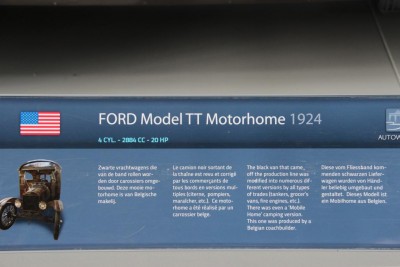 FORD Model TT Motorhome 1924
AUTOW
4 CYL. - 2884 CC - 20 HP
Zwarte vrachtwagens die
van de band rollen wor-
den door carossiers omge-
bouwd. Deze mooie mo-
torhome is van Belgische
makelij.
Le camion noir sortant de
la chaîne est revu et corrigé
par les commerçants de
tous bords en versions mul-
tiples (citerne, pompiers,
maraîcher, etc.). Ce moto-
rhome a été réalisé par un
carrossier belge.
The black van that came
off the production line was
modified into numerous dif-
ferent versions by all types
of trades (tankers, grocer's
vans, fire engines, etc.).
There was even a 'Mobile
Home' camping version.
This one was produced by a
Belgian coachbuilder.
Diese vom Fliessband kom-
menden schwarzen Liefer-
wagen wurden von Händ-
ler beliebig umgebaut und
gestaltet. Dieses Modell ist
ein Mobilhome aus Belgien.